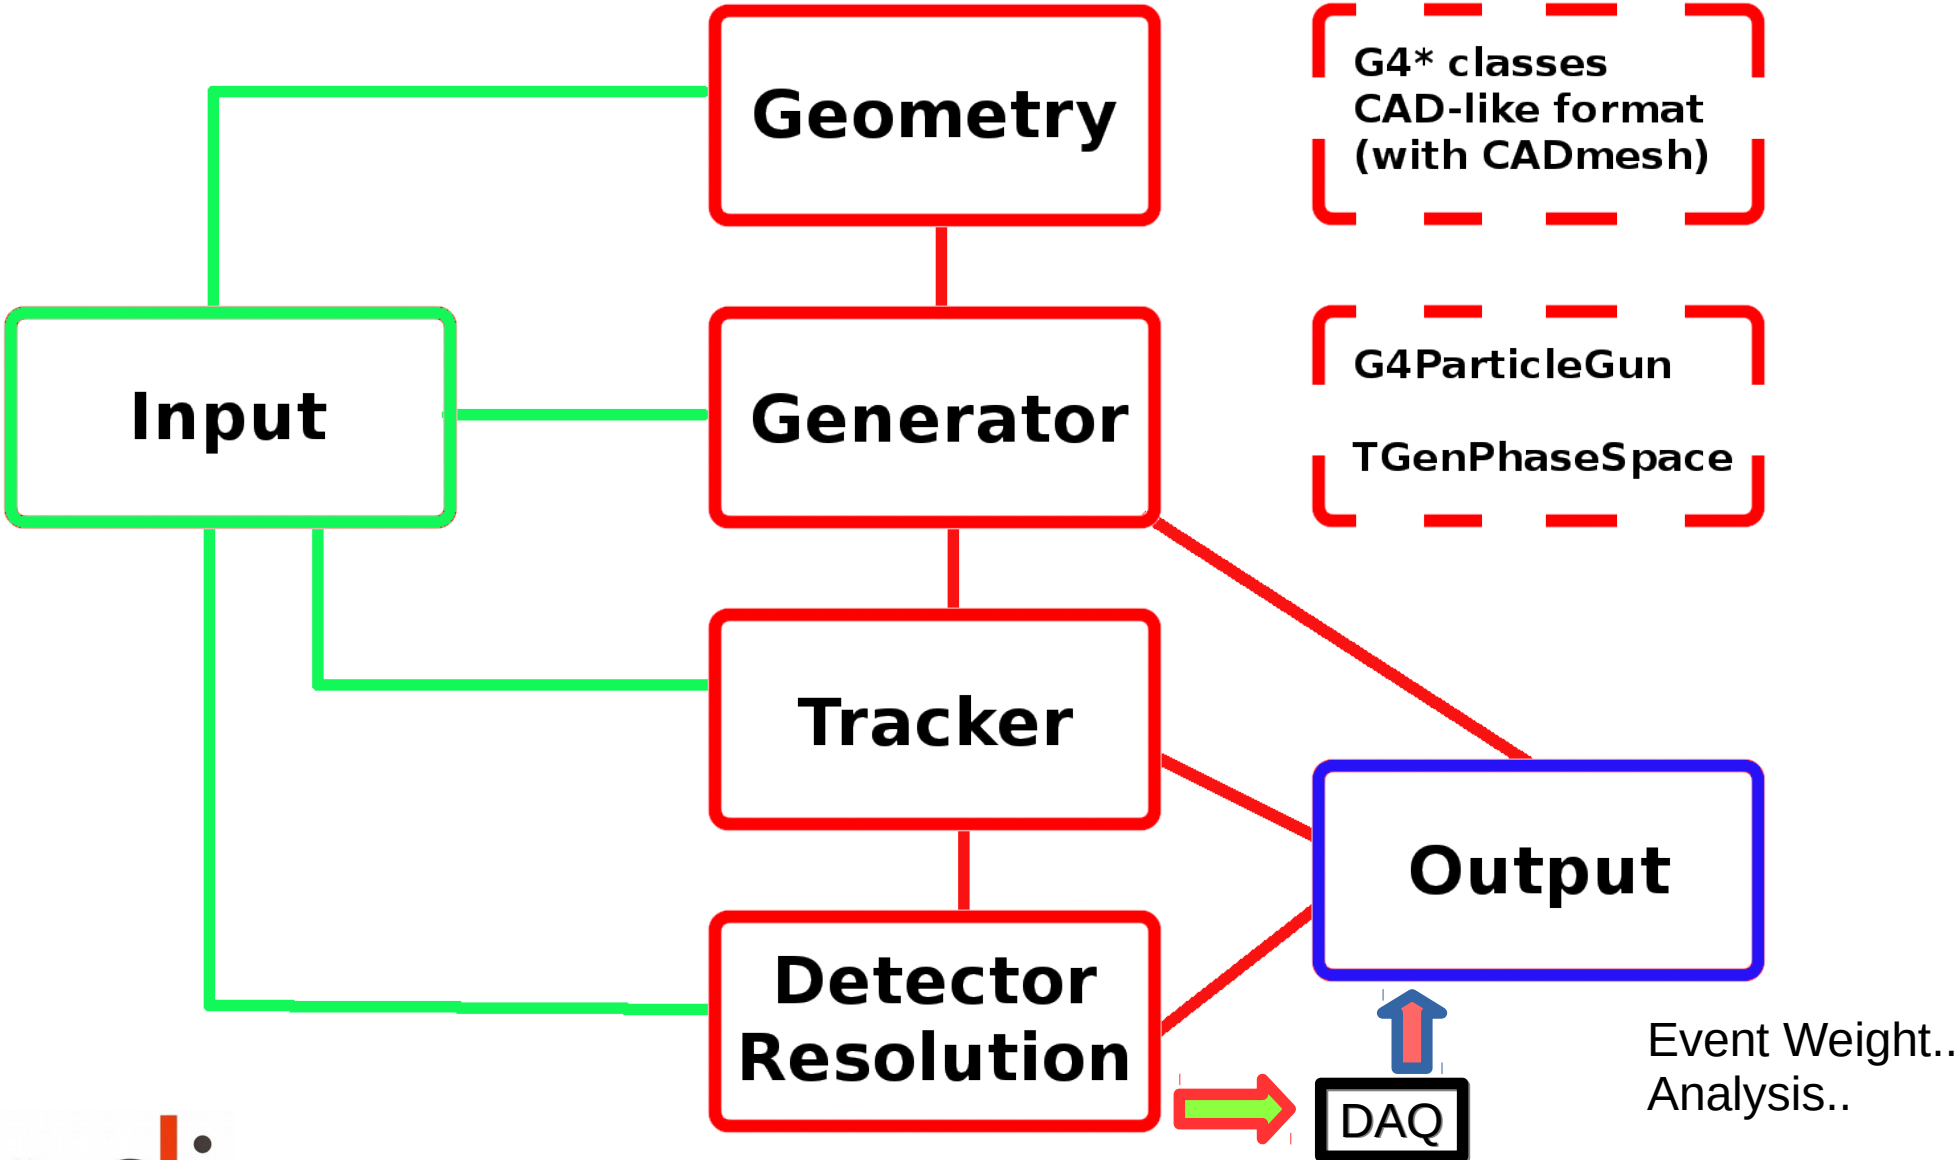 Geometry
G4* classes
CAD-like format
(with CADmesh)
Input
Generator
G4ParticleGun
TGenPhaseSpace
Tracker
Output
Detector
Resolution
DAQ
Event Weight..
Analysis..